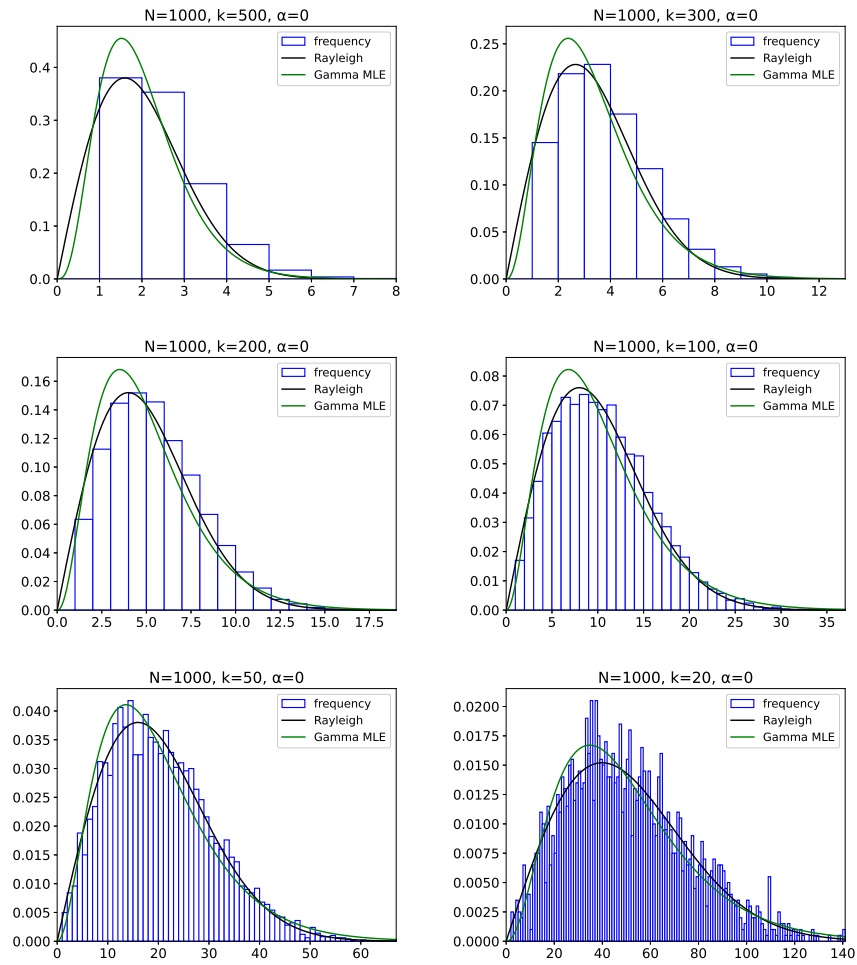 N=1000, k=500, α=0
frequency
Rayleigh
Gamma MLE
0.4
0.3
0.2
0.1
0.0
0 1 2 3 4 5 6 7 8
N=1000, k=300, α=0
frequency
Rayleigh
Gamma MLE
0.25
0.20
0.15
0.10
0.05
0.00
0 2 4 6 8 10 12
N=1000, k=200, α=0
frequency
Rayleigh
Gamma MLE
0.16
0.14
0.12
0.10
0.08
0.06
0.04
0.02
0.00
0.0 2.5 5.0 7.5 10.0 12.5 15.0 17.5
N=1000, k=100, α=0
frequency
Rayleigh
Gamma MLE
0.08
0.07
0.06
0.05
0.04
0.03
0.02
0.01
0.00
0 5 10 15 20 25 30 35
N=1000, k=50, α=0
frequency
Rayleigh
Gamma MLE
0.040
0.035
0.030
0.025
0.020
0.015
0.010
0.005
0.000
0 10 20 30 40 50 60
N=1000, k=20, α=0
frequency
Rayleigh
Gamma MLE
0.0200
0.0175
0.0150
0.0125
0.0100
0.0075
0.0050
0.0025
0.0000
0 20 40 60 80 100 120 140